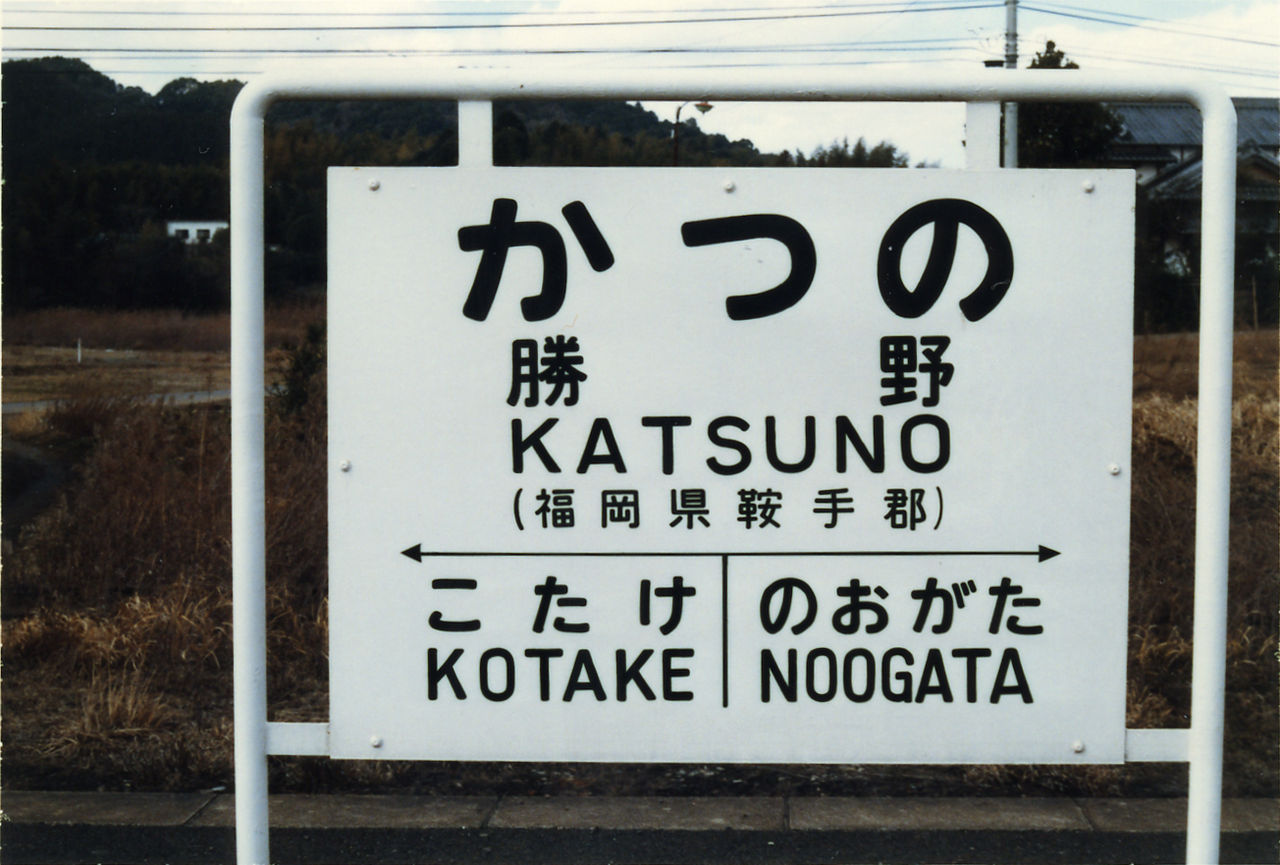 かつの
勝野
KATSUNO
(福岡県鞍手郡)
こたけ
KOTAKE
のおがた
NOOGATA